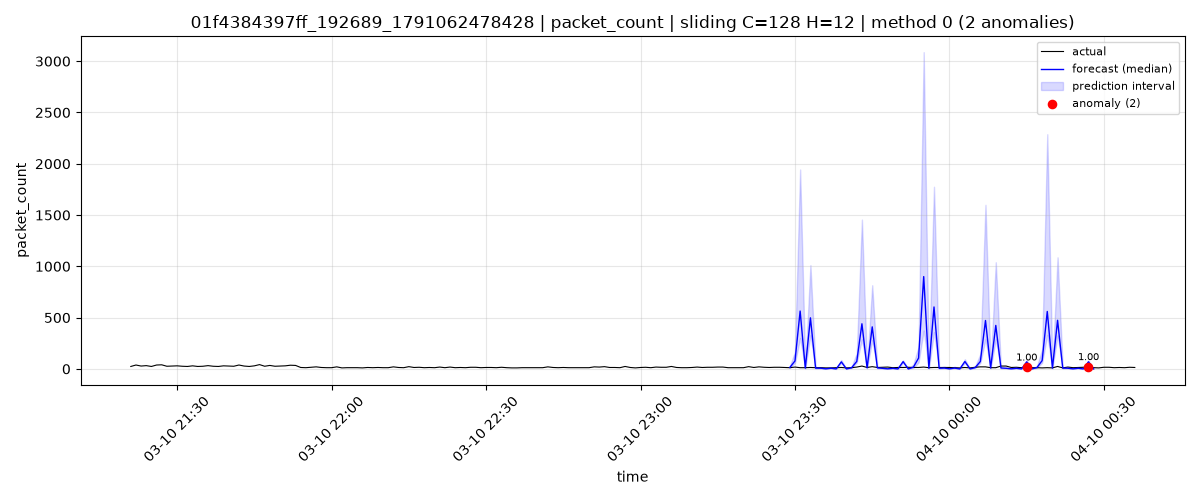 01f4384397ff_192689_1791062478428 | packet_count | sliding C=128 H=12 | method 0 (2 anomalies)
actual
forecast (median)
prediction interval
anomaly (2)
packet_count
3000
2500
2000
1500
1000
500
0
1.00
1.00
03-10 21:30
03-10 22:00
03-10 22:30
03-10 23:00
03-10 23:30
04-10 00:00
04-10 00:30
time